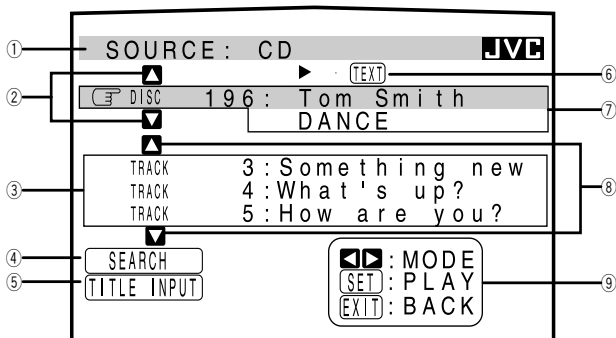 ① SOURCE: CD JVC
▶ · TEXT ⑥
② ▲
☞ DISC 196: Tom Smith ⑦
▼ DANCE
▲ ⑧
③ TRACK 3:Something new
TRACK 4:What's up?
TRACK 5:How are you?
▼
④ SEARCH
⑤ TITLE INPUT
◀▶:MODE
SET:PLAY ⑨
EXIT:BACK